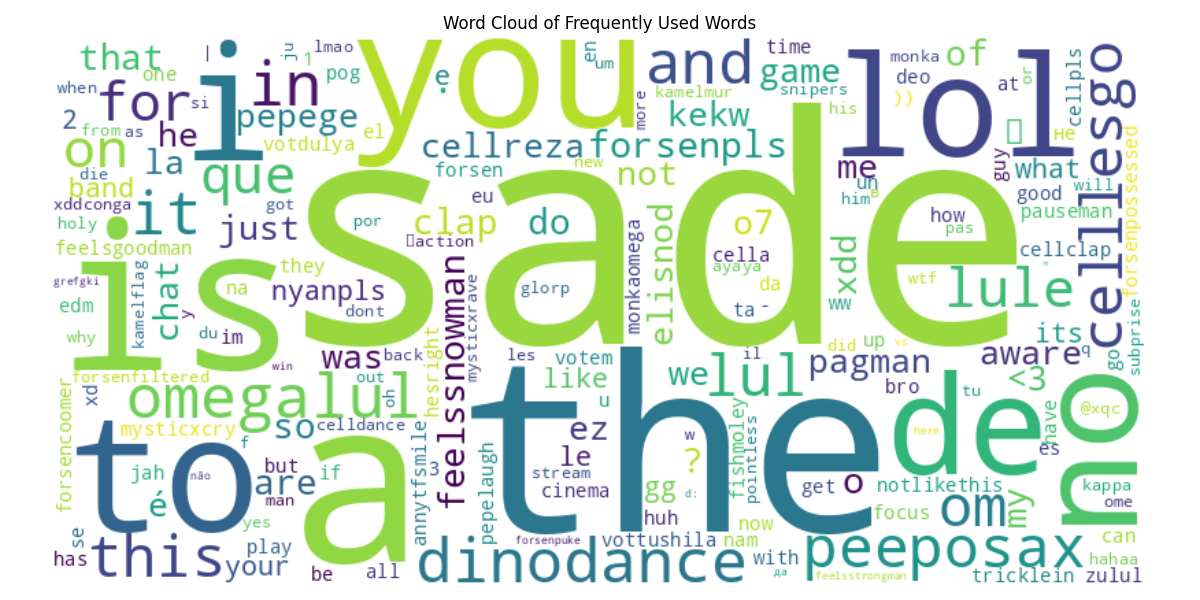 Word Cloud of Frequently Used Words
that
one
when
for
si
2
from
as
he
on
die
la
band
xddconga
got
holy
it
just
feelsgoodman
|
i
1
in
ju
lmao
pog
pepege
votdulya
el
que
you
ę
en
um
and
more
kamelmur
kekw
time
game
snipers
his
lol
monka
deo
))
of
at
or
cellpls
cellesgo
не
guy
what
me
un
him
в
good
will
pauseman
cellclap
forsenpossessed
cellreza
forsenpls
forsen
new
not
eu
clap
action
do
por
sade
is
grefgki
kamelflag
chat
y
edm
why
na
du
im
they
nyanpls
dont
feelssnowman
mysticxrave
glorp
monkaomega
elisnod
o7
cella
ayaya
da
ta
-
xdd
ww
how
pas
wtf
lule
"
its
q
go
subprise
aware
did
up
vs
pagman
bro
tu
<3
have
es
@xqc
no
win
was
back
hesright
forsenfiltered
xd
forsencoomer
omegalul
out
oh
les
votem
like
u
we
lul
il
mysticxcry
so
celldance
f
to
a
the
de
here
ez
le
w
?
d:
fishmoley
pointless
jah
não
é
but
are
if
man
annytfsmile
3
pepelaugh
stream
cinema
gg
huh
get
o
notlikethis
focus
om
my
kappa
ome
yes
se
has
this
play
your
be
all
dinodance
forsenpuke
vottushila
nam
now
with
да
peeposax
feelsstrongman
tricklein
can
hahaa
zulul